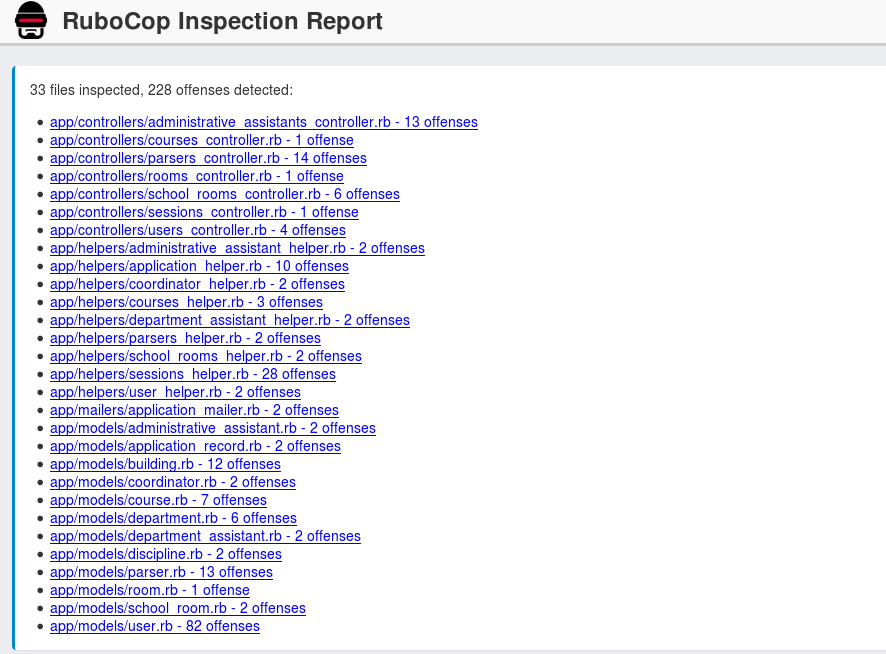 RuboCop Inspection Report
33 files inspected, 228 offenses detected:
app/controllers/administrative_assistants_controller.rb - 13 offenses
app/controllers/courses_controller.rb - 1 offense
app/controllers/parsers_controller.rb - 14 offenses
app/controllers/rooms_controller.rb - 1 offense
app/controllers/school_rooms_controller.rb - 6 offenses
app/controllers/sessions_controller.rb - 1 offense
app/controllers/users_controller.rb - 4 offenses
app/helpers/administrative_assistant_helper.rb - 2 offenses
app/helpers/application_helper.rb - 10 offenses
app/helpers/coordinator_helper.rb - 2 offenses
app/helpers/courses_helper.rb - 3 offenses
app/helpers/department_assistant_helper.rb - 2 offenses
app/helpers/parsers_helper.rb - 2 offenses
app/helpers/school_rooms_helper.rb - 2 offenses
app/helpers/sessions_helper.rb - 28 offenses
app/helpers/user_helper.rb - 2 offenses
app/mailers/application_mailer.rb - 2 offenses
app/models/administrative_assistant.rb - 2 offenses
app/models/application_record.rb - 2 offenses
app/models/building.rb - 12 offenses
app/models/coordinator.rb - 2 offenses
app/models/course.rb - 7 offenses
app/models/department.rb - 6 offenses
app/models/department_assistant.rb - 2 offenses
app/models/discipline.rb - 2 offenses
app/models/parser.rb - 13 offenses
app/models/room.rb - 1 offense
app/models/school_room.rb - 2 offenses
app/models/user.rb - 82 offenses